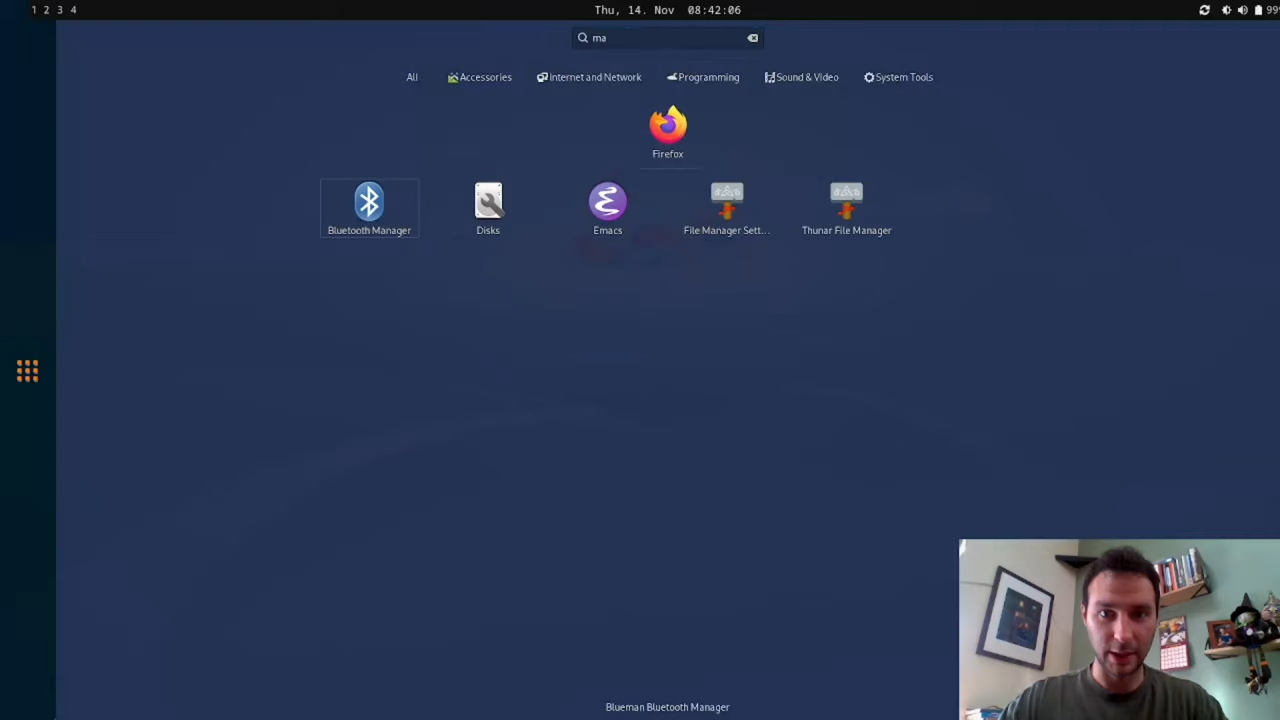 1 2 3 4
Thu, 14. Nov 08:42:06
99%
ma
All Accessories Internet and Network Programming Sound & Video System Tools
Firefox
Bluetooth Manager Disks Emacs File Manager Sett... Thunar File Manager
Blueman Bluetooth Manager